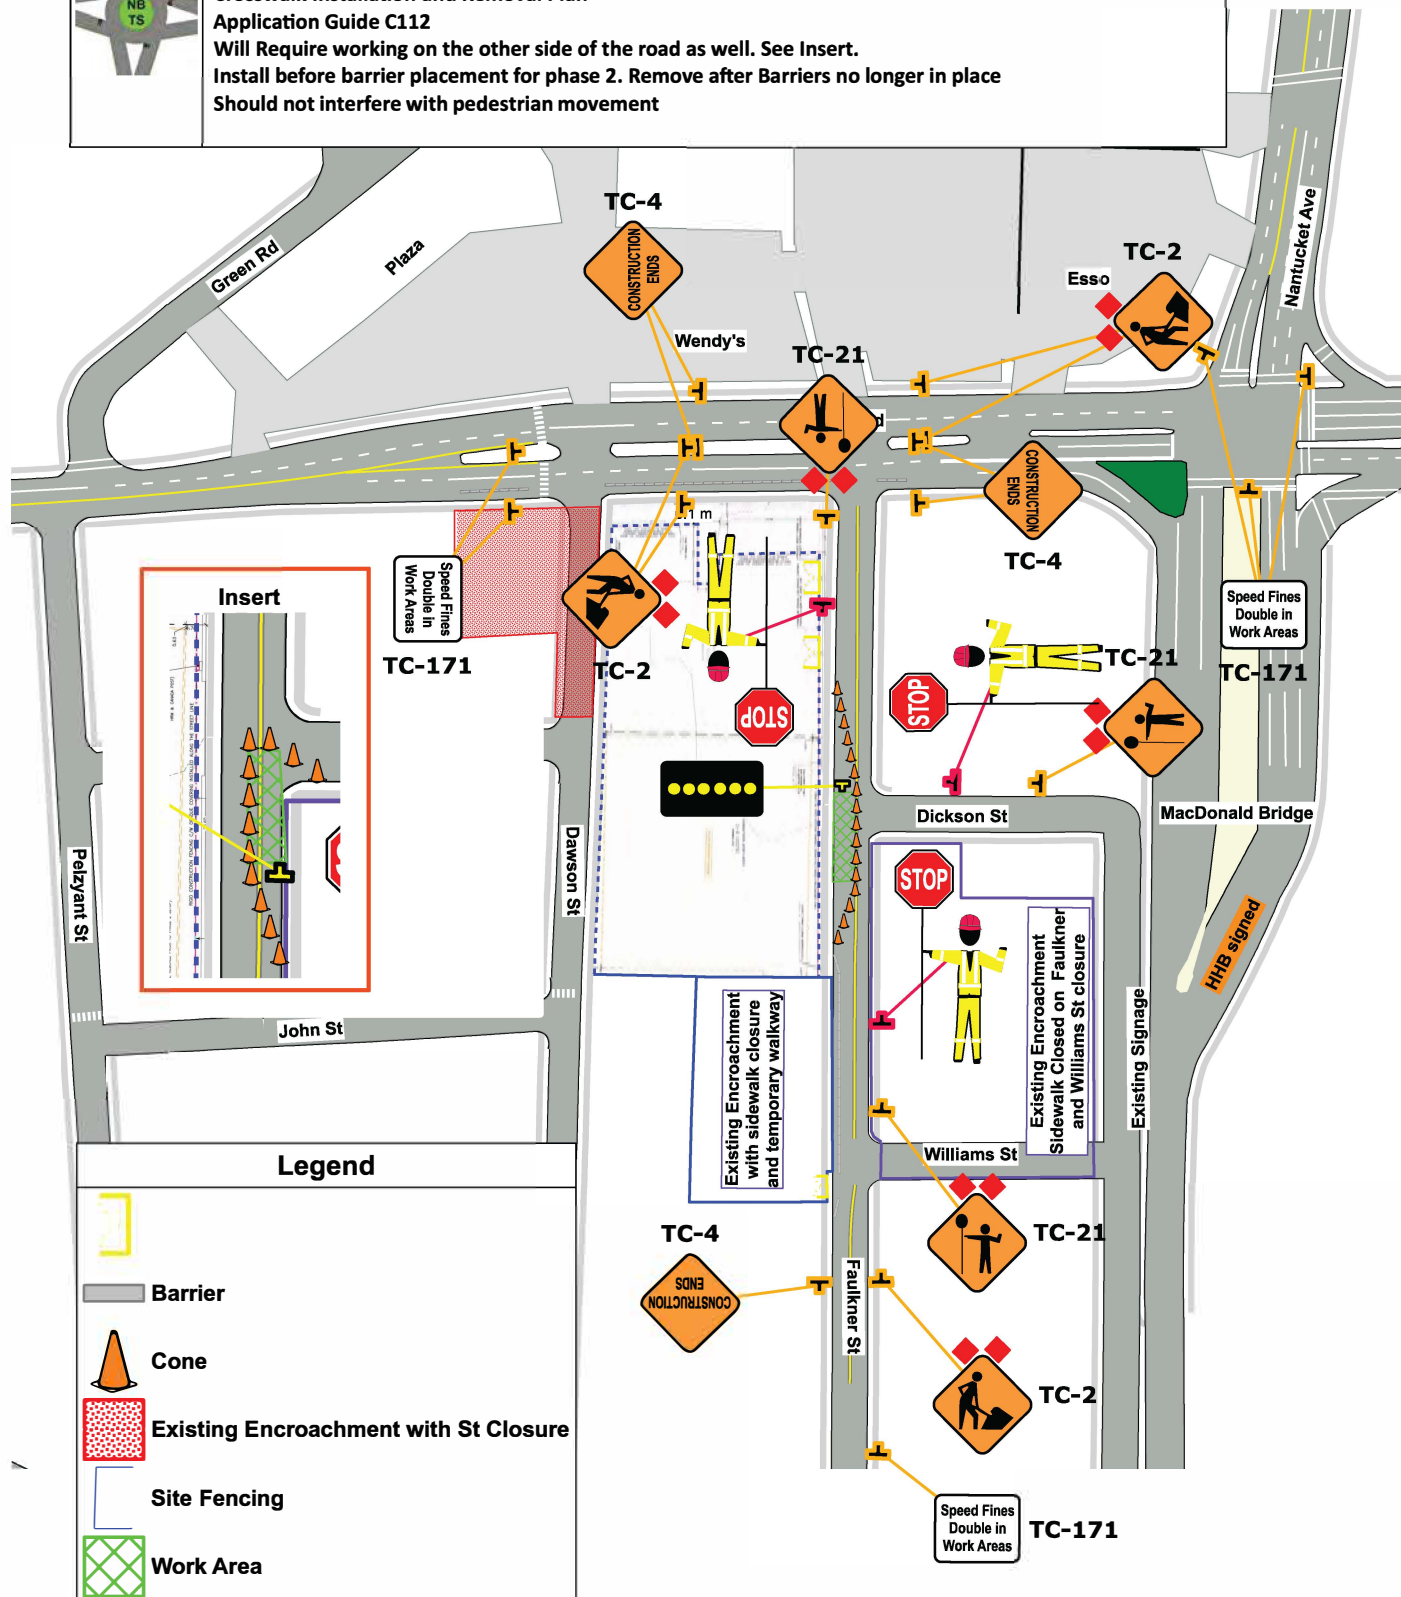 NB
TS
Crosswalk Installation and Removal Plan
Application Guide C112
Will Require working on the other side of the road as well. See Insert.
Install before barrier placement for phase 2. Remove after Barriers no longer in place
Should not interfere with pedestrian movement
TC-4
CONSTRUCTION
ENDS
Green Rd
Plaza
Wendy's
TC-21
Esso
TC-2
Nantucket Ave
CONSTRUCTION
ENDS
TC-4
Speed Fines
Double in
Work Areas
TC-171
1 m
TC-2
STOP
STOP
TC-21
Speed Fines
Double in
Work Areas
TC-171
Insert
Dickson St
MacDonald Bridge
Pelzyant St
Dawson St
STOP
HHB signed
John St
Existing Encroachment
with sidewalk closure
and temporary walkway
Existing Encroachment
Sidewalk Closed on Faulkner
and Williams St closure
Existing Signage
Williams St
TC-21
TC-4
CONSTRUCTION
ENDS
Faulkner St
TC-2
Speed Fines
Double in
Work Areas
TC-171
Legend
Barrier
Cone
Existing Encroachment with St Closure
Site Fencing
Work Area